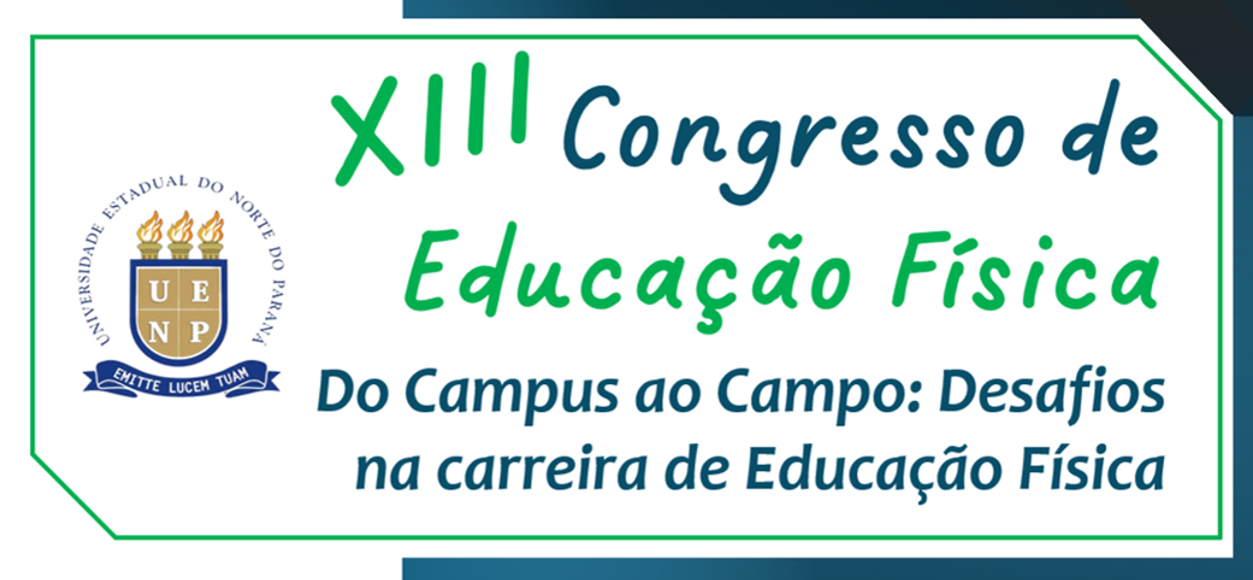 XIII Congresso de
Educação Física
Do Campus ao Campo: Desafios
na carreira de Educação Física
UNIVERSIDADE ESTADUAL DO NORTE DO PARANÁ
U E
N P
EMITTE LUCEM TUAM